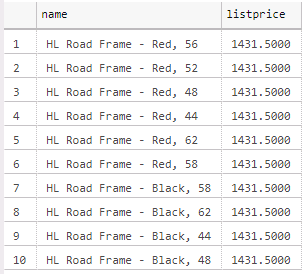 name listprice
1 HL Road Frame - Red, 56 1431.5000
2 HL Road Frame - Red, 52 1431.5000
3 HL Road Frame - Red, 48 1431.5000
4 HL Road Frame - Red, 44 1431.5000
5 HL Road Frame - Red, 62 1431.5000
6 HL Road Frame - Red, 58 1431.5000
7 HL Road Frame - Black, 58 1431.5000
8 HL Road Frame - Black, 62 1431.5000
9 HL Road Frame - Black, 44 1431.5000
10 HL Road Frame - Black, 48 1431.5000